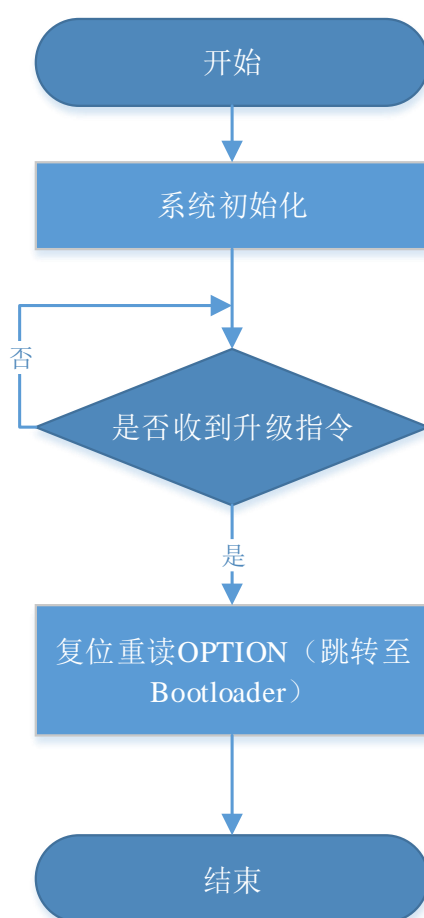 开始
系统初始化
否
是否收到升级指令
是
复位重读OPTION（跳转至
Bootloader）
结束